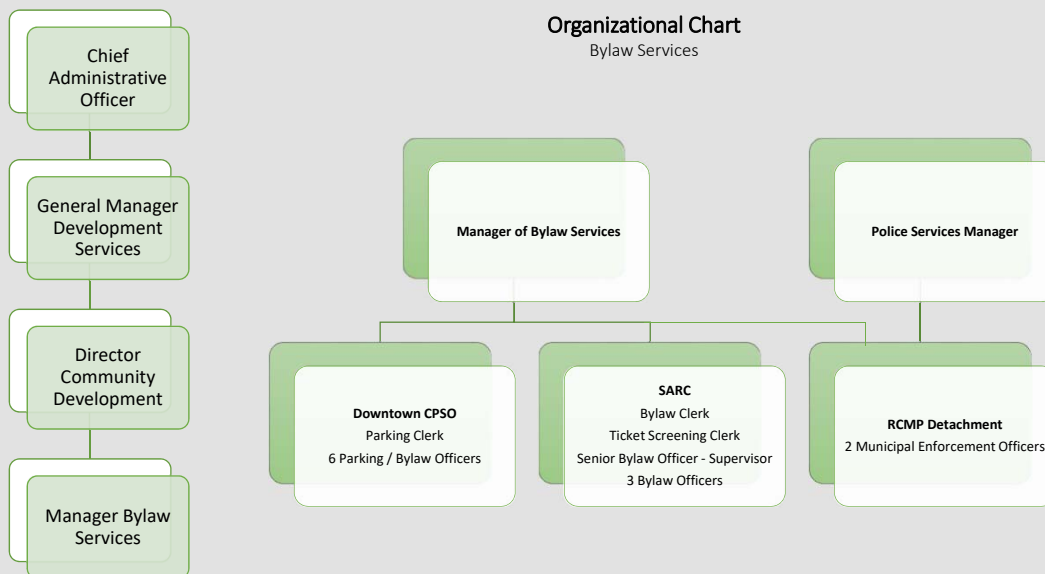 Organizational Chart
Bylaw Services
Chief
Administrative
Officer
General Manager
Development
Services
Director
Community
Development
Manager Bylaw
Services
Manager of Bylaw Services
Police Services Manager
Downtown CPSO
Parking Clerk
6 Parking / Bylaw Officers
SARC
Bylaw Clerk
Ticket Screening Clerk
Senior Bylaw Officer - Supervisor
3 Bylaw Officers
RCMP Detachment
2 Municipal Enforcement Officers